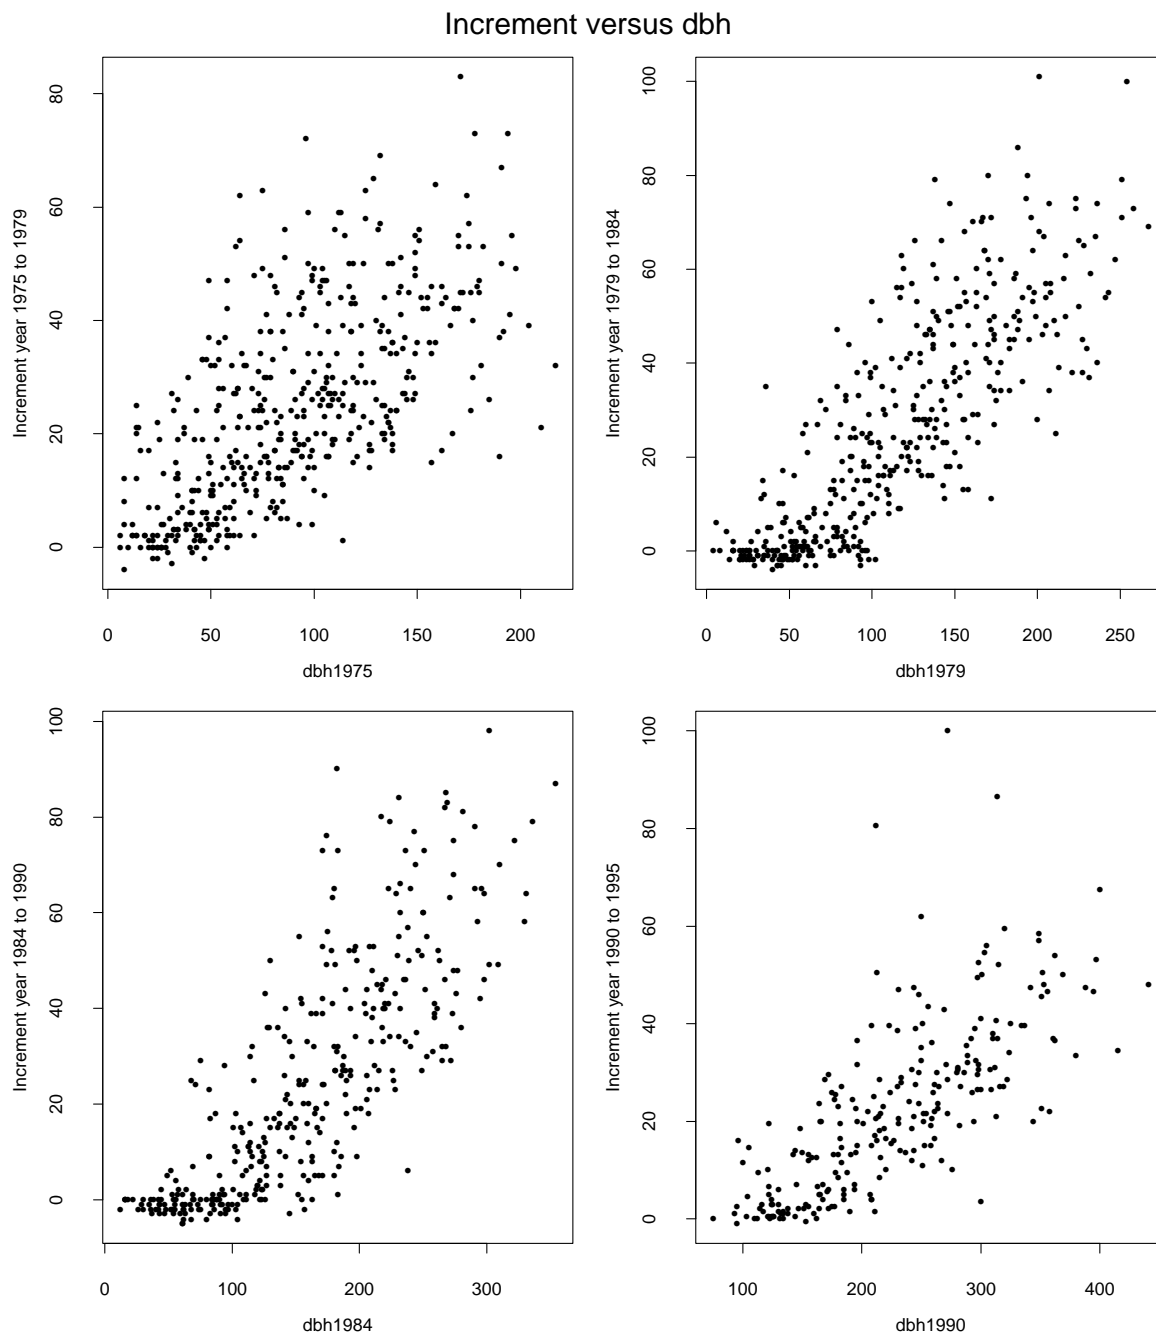 Increment versus dbh
Increment year 1975 to 1979
0 20 40 60 80
0 50 100 150 200
dbh1975
Increment year 1979 to 1984
0 20 40 60 80 100
0 50 100 150 200 250
dbh1979
Increment year 1984 to 1990
0 20 40 60 80 100
0 100 200 300
dbh1984
Increment year 1990 to 1995
0 20 40 60 80 100
100 200 300 400
dbh1990